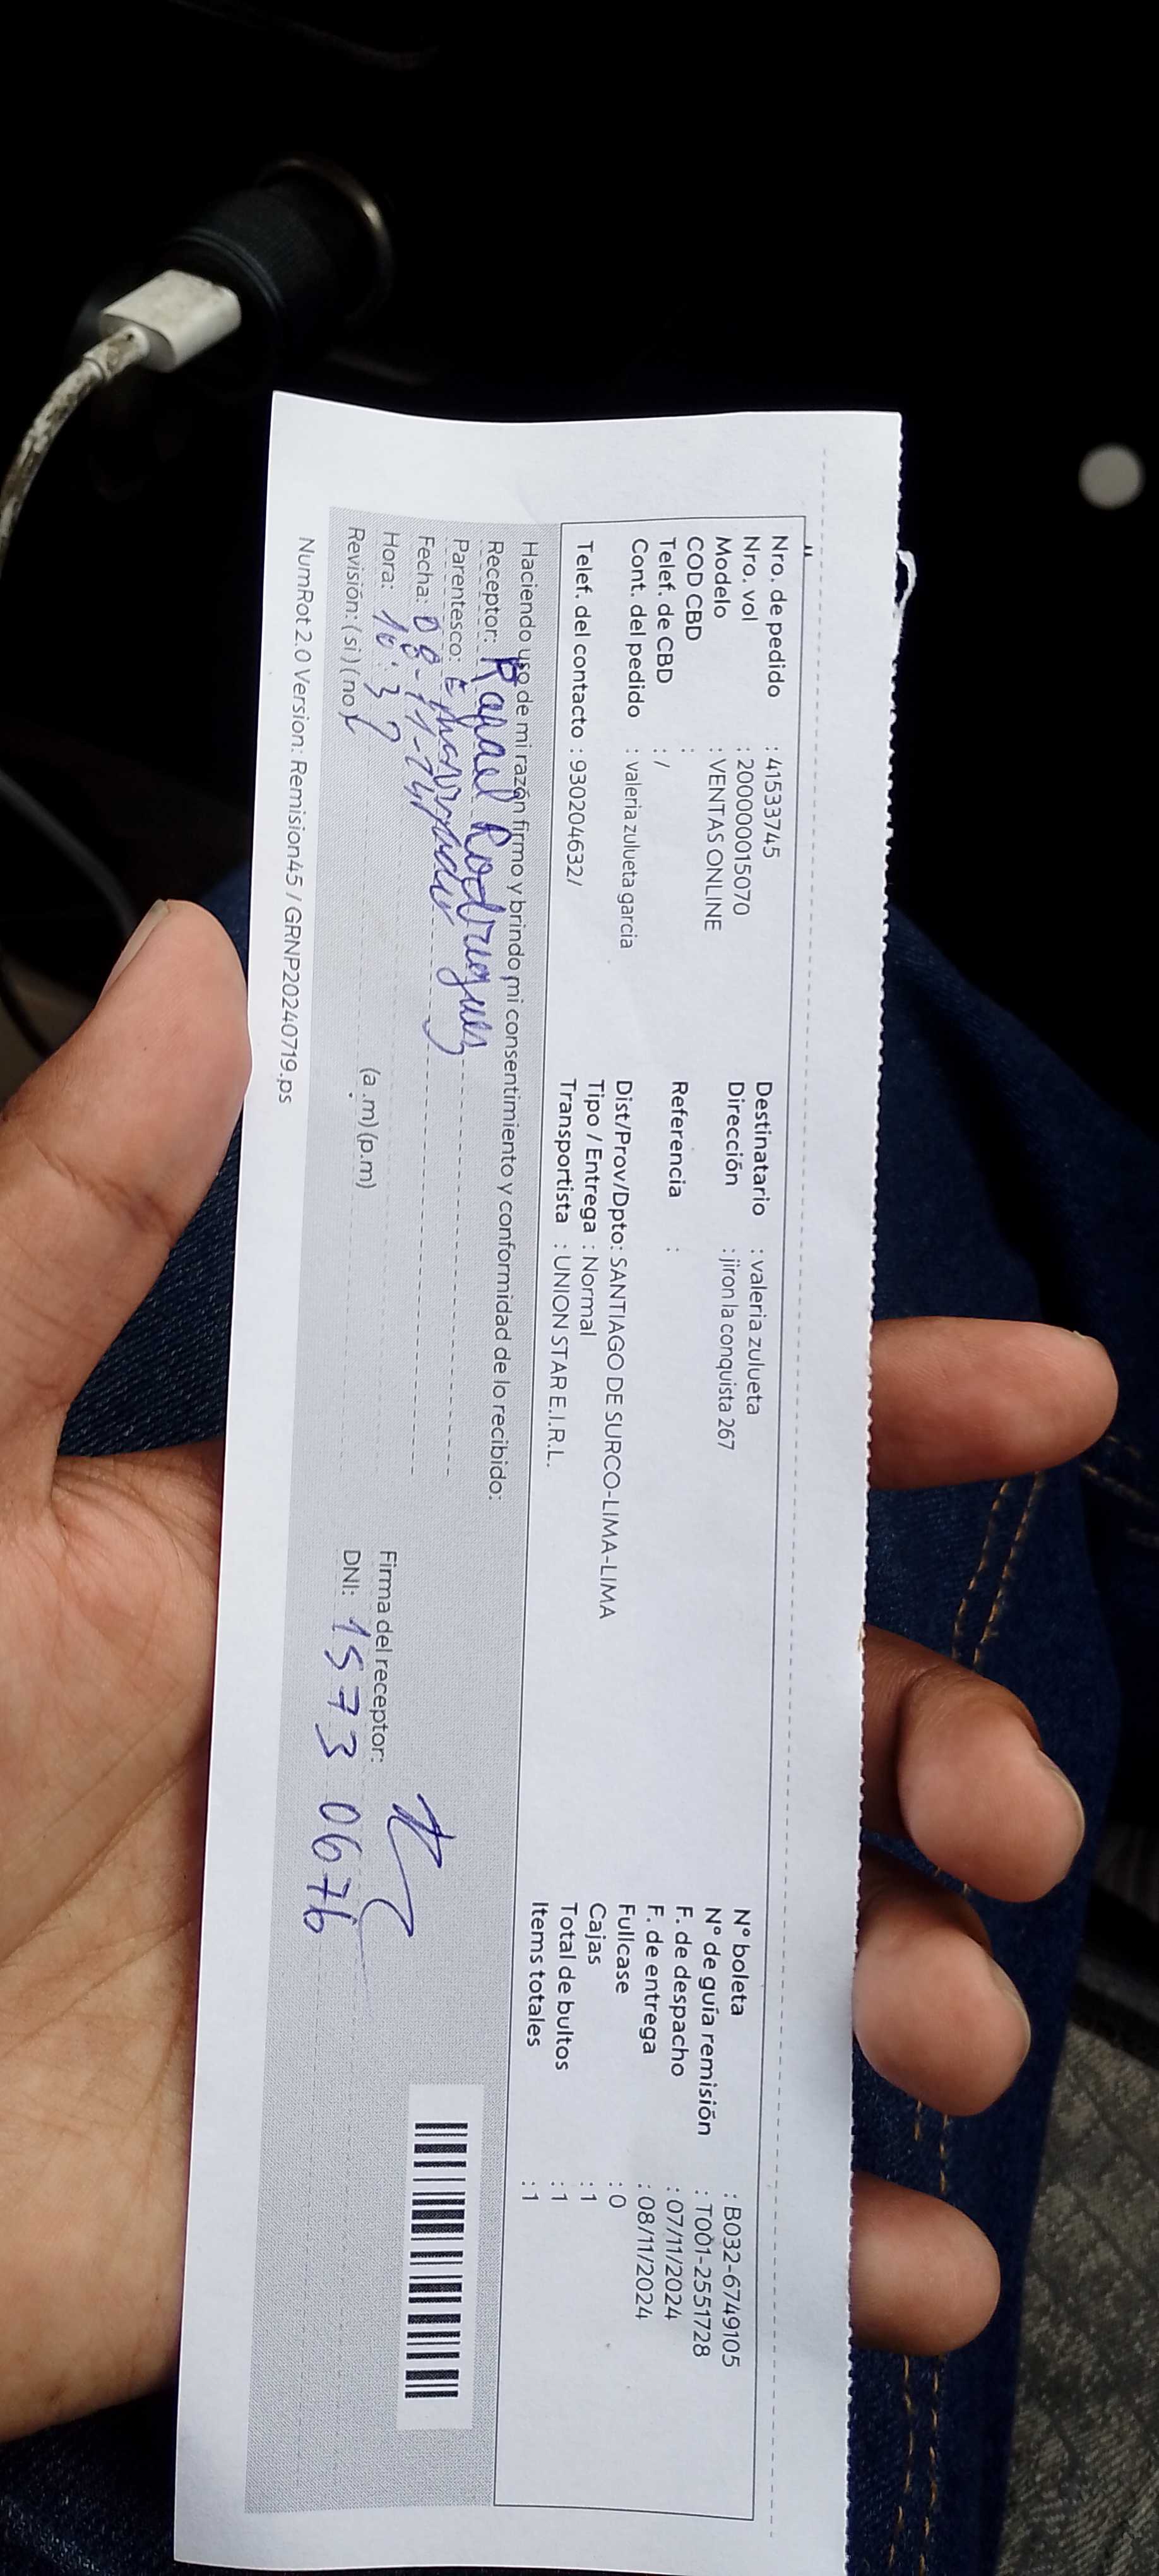 Nro. de pedido : 41533745
Nro. vol : 2000000015070
Modelo : VENTAS ONLINE
COD CBD :
Telef. de CBD : /
Cont. del pedido : valeria zulueta garcia
Telef. del contacto : 930204632/
Destinatario : valeria zulueta
Dirección : jiron la conquista 267
Referencia :
Dist/Prov/Dpto: SANTIAGO DE SURCO-LIMA-LIMA
Tipo / Entrega : Normal
Transportista : UNION STAR E.I.R.L.
N° boleta : B032-6749105
N° de guía remisión : T001-2551728
F. de despacho : 07/11/2024
F. de entrega : 08/11/2024
Fullcase : 0
Cajas : 1
Total de bultos : 1
Items totales : 1
Haciendo uso de mi razón firmo y brindo mi consentimiento y conformidad de lo recibido:
Receptor: Rafael Rodriguez
Parentesco:
Fecha: 08-11-24
Hora: 10:37 (a.m) (p.m)
Revisión: ( si ) ( no )
Firma del receptor:
DNI: 1573 0676
NumRot 2.0 Version: Remision45 / GRNP20240719.ps